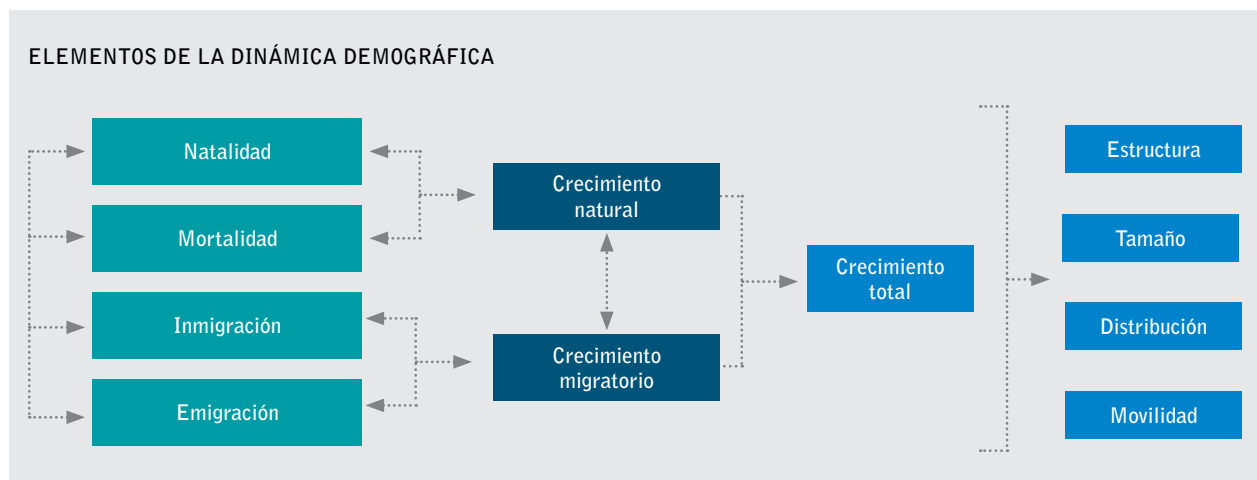 ELEMENTOS DE LA DINÁMICA DEMOGRÁFICA
Natalidad
Mortalidad
Inmigración
Emigración
Crecimiento
natural
Crecimiento
migratorio
Crecimiento
total
Estructura
Tamaño
Distribución
Movilidad